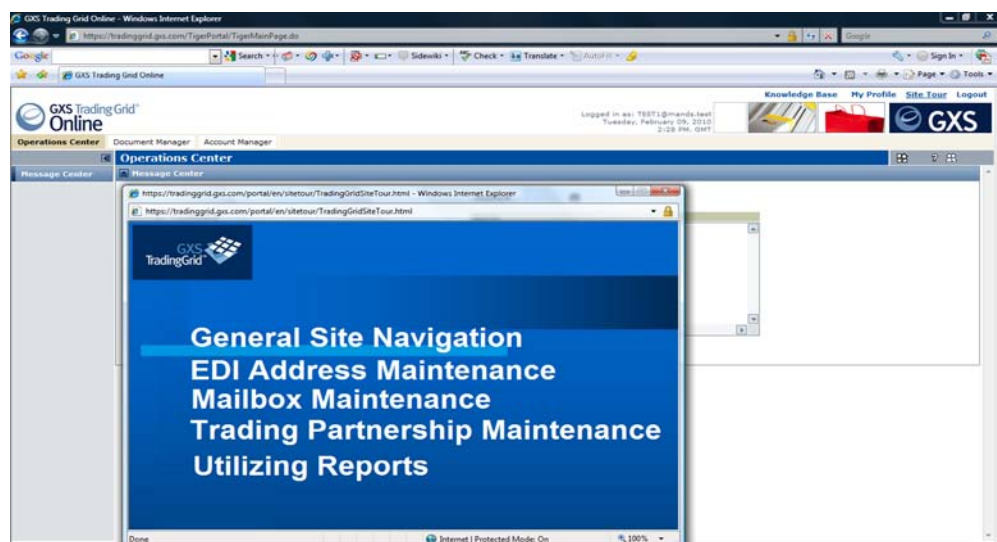 GXS Trading Grid Online - Windows Internet Explorer
https://tradinggrid.gxs.com/TigerPortal/TigerMainPage.do
Google
Google Search Sidewiki Check Translate AutoFill Sign In
GXS Trading Grid Online Page Tools
Knowledge Base My Profile Site Tour Logout
GXS Trading Grid™
Online
Logged in as: TEST1@mands.test
Tuesday, February 09, 2010
2:28 PM, GMT
GXS
Operations Center Document Manager Account Manager
Operations Center
Message Center Message Center
https://tradinggrid.gxs.com/portal/en/sitetour/TradingGridSiteTour.html - Windows Internet Explorer
https://tradinggrid.gxs.com/portal/en/sitetour/TradingGridSiteTour.html
GXS
TradingGrid™
General Site Navigation
EDI Address Maintenance
Mailbox Maintenance
Trading Partnership Maintenance
Utilizing Reports
Done Internet | Protected Mode: On 100%